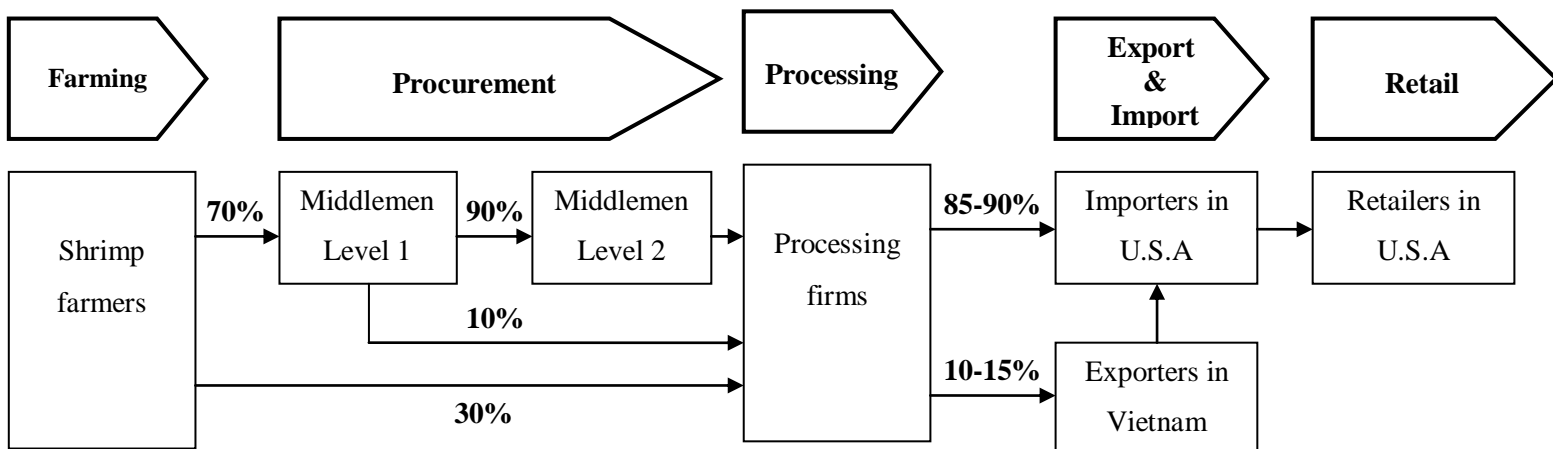 Farming
Procurement
Processing
Export
&
Import
Retail
Shrimp
farmers
70%
Middlemen
Level 1
90%
Middlemen
Level 2
10%
30%
Processing
firms
85-90%
Importers in
U.S.A
Retailers in
U.S.A
10-15%
Exporters in
Vietnam